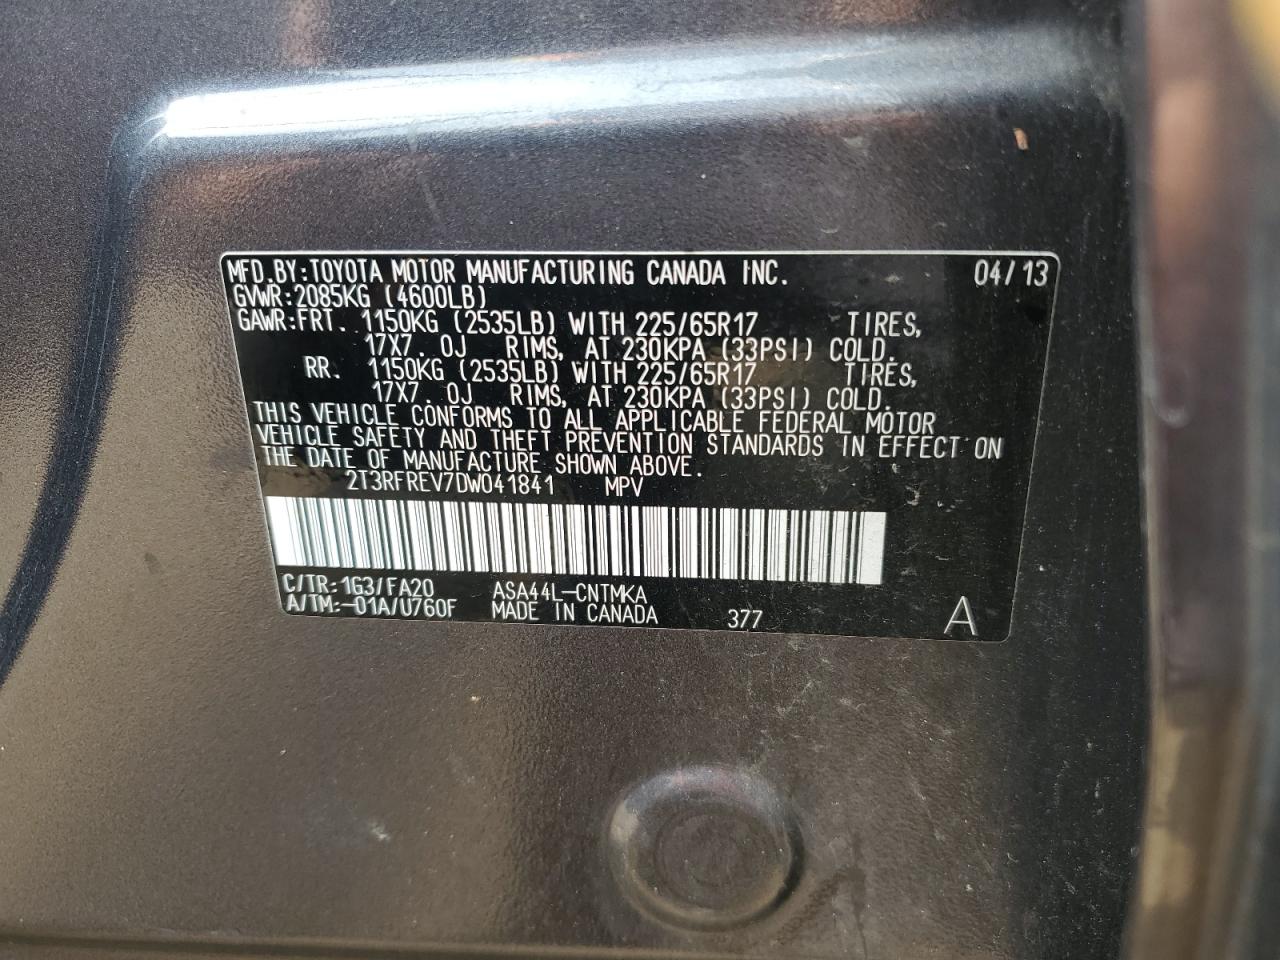 MFD.BY:TOYOTA MOTOR MANUFACTURING CANADA INC. 04/13
GVWR:2085KG (4600LB)
GAWR:FRT. 1150KG (2535LB) WITH 225/65R17 TIRES,
17X7.0J RIMS, AT 230KPA (33PSI) COLD.
RR. 1150KG (2535LB) WITH 225/65R17 TIRES,
17X7.0J RIMS, AT 230KPA (33PSI) COLD.
THIS VEHICLE CONFORMS TO ALL APPLICABLE FEDERAL MOTOR
VEHICLE SAFETY AND THEFT PREVENTION STANDARDS IN EFFECT ON
THE DATE OF MANUFACTURE SHOWN ABOVE.
2T3RFREV7DW041841 MPV
C/TR:1G3/FA20 ASA44L-CNTMKA
A/TM:-01A/U760F MADE IN CANADA 377 A